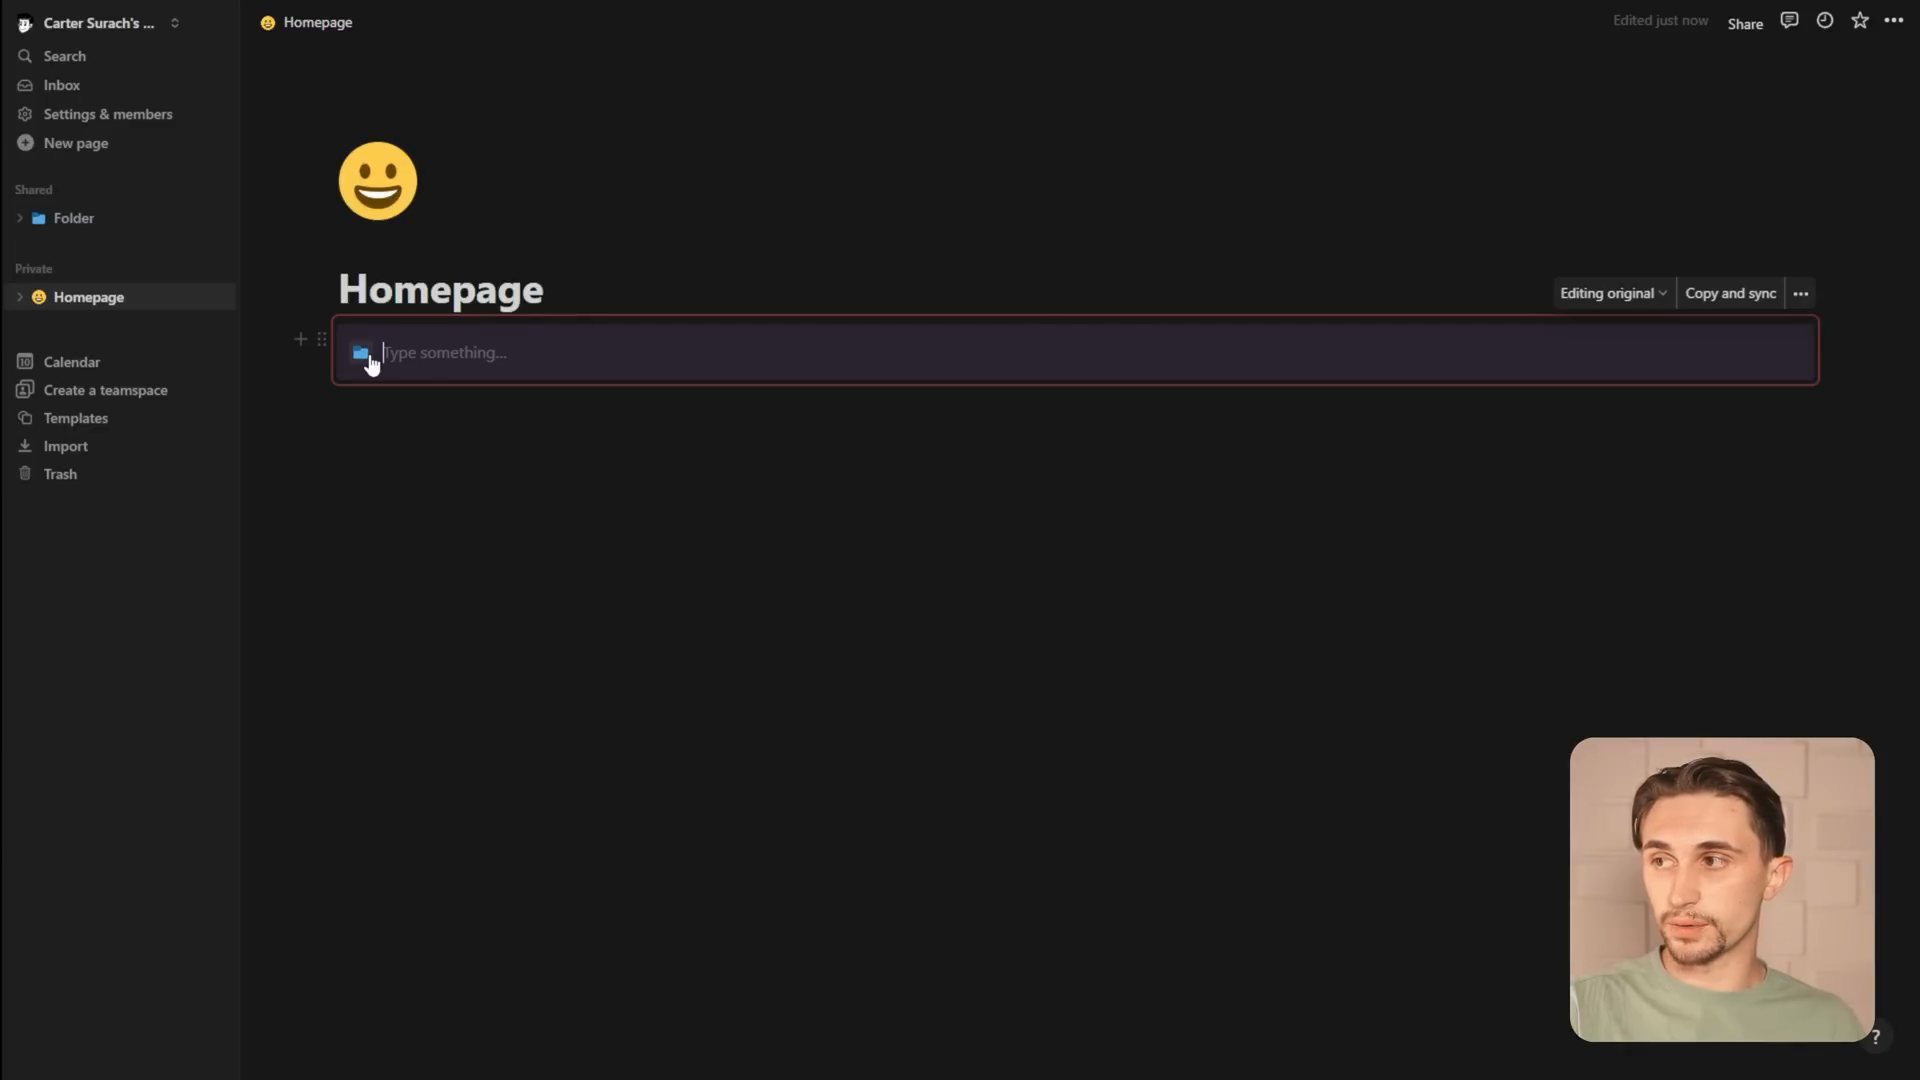 Carter Surach's ...
Search
Inbox
Settings & members
New page
Shared
Folder
Private
Homepage
10 Calendar
Create a teamspace
Templates
Import
Trash
Homepage
Edited just now
Share
Homepage
Editing original
Copy and sync
Type something...
?